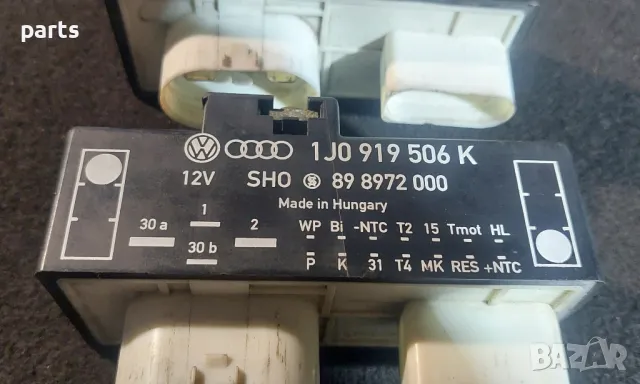 parts
1J0 919 506 K
12V SHO 89 8972 000
Made in Hungary
30 a 1 2 WP Bi -NTC T2 15 Tmot HL
30 b P K 31 T4 MK RES +NTC
BAZAR